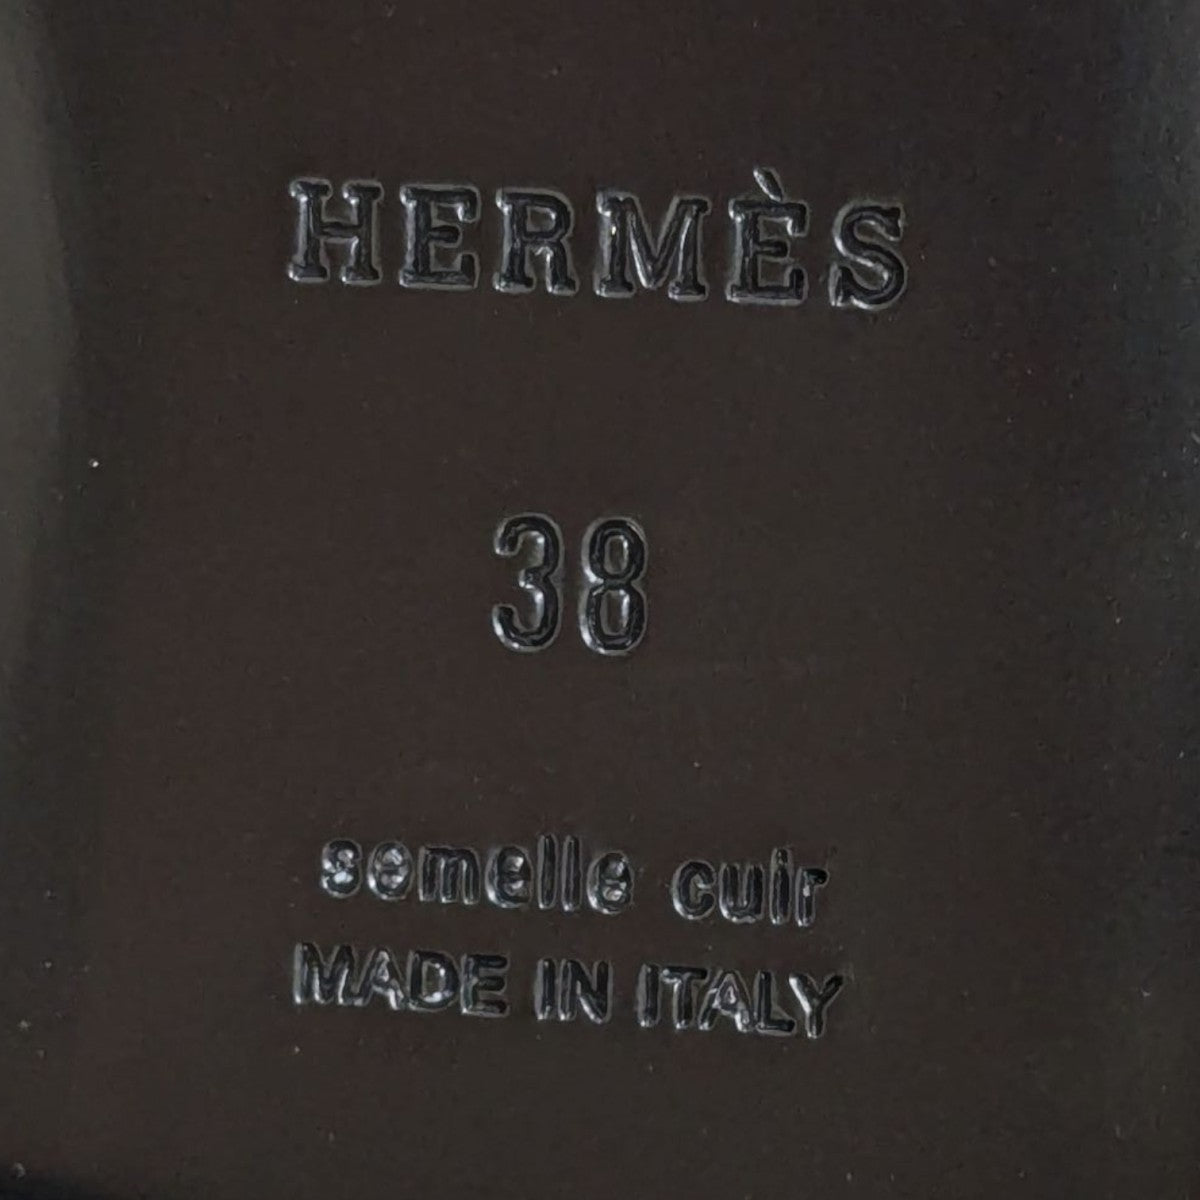 HERMÈS
38
semelle cuir
MADE IN ITALY